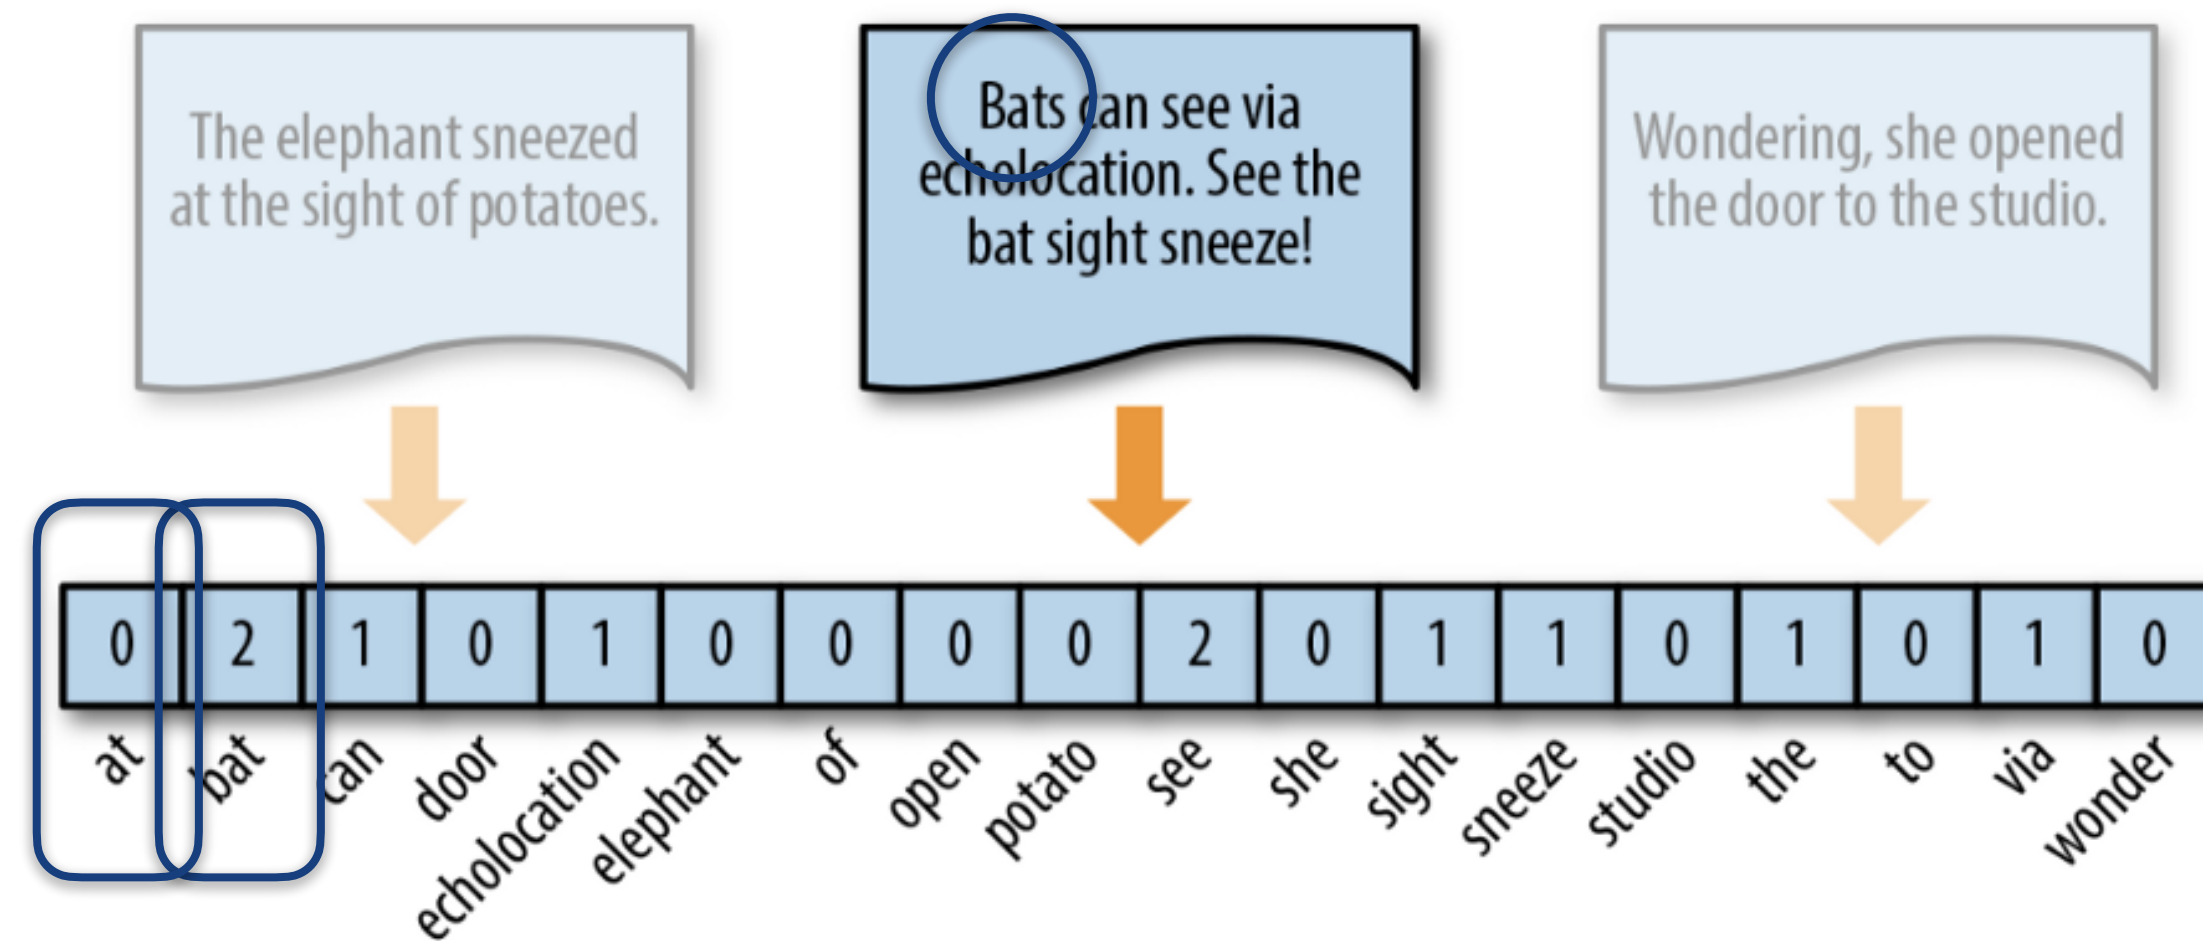 The elephant sneezed
at the sight of potatoes.
Bats can see via
echolocation. See the
bat sight sneeze!
Wondering, she opened
the door to the studio.
0 2 1 0 1 0 0 0 0 2 0 1 1 0 1 0 1 0
at bat can door echolocation elephant of open potato see she sight sneeze studio the to via wonder